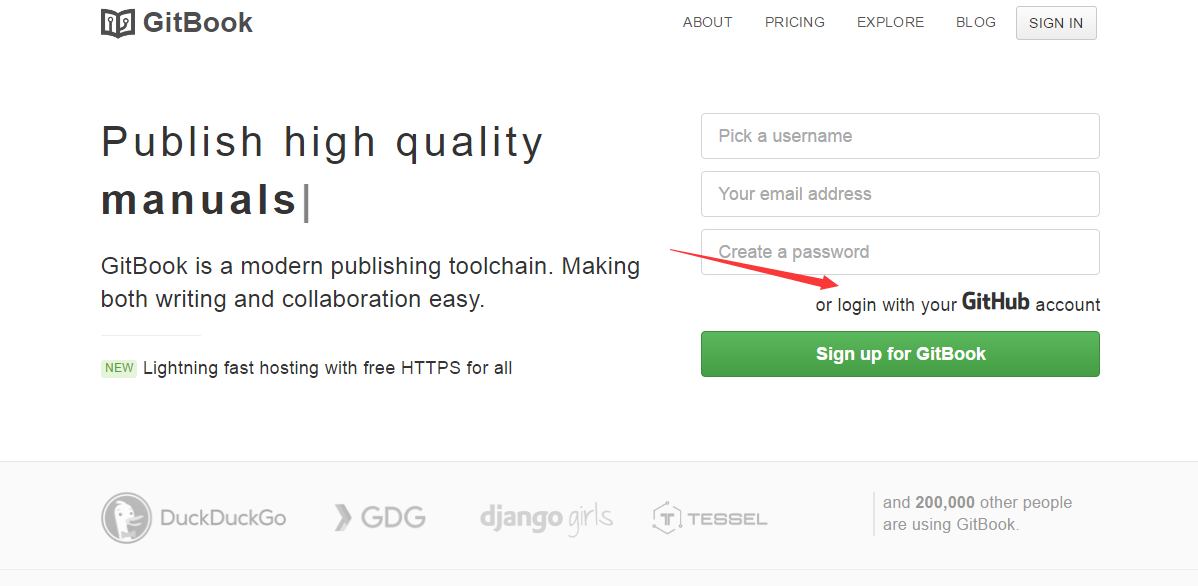 GitBook
ABOUT
PRICING
EXPLORE
BLOG
SIGN IN
Publish high quality
manuals|
GitBook is a modern publishing toolchain. Making
both writing and collaboration easy.
NEW Lightning fast hosting with free HTTPS for all
Pick a username
Your email address
Create a password
or login with your GitHub account
Sign up for GitBook
DuckDuckGo
GDG
django girls
TESSEL
and 200,000 other people
are using GitBook.